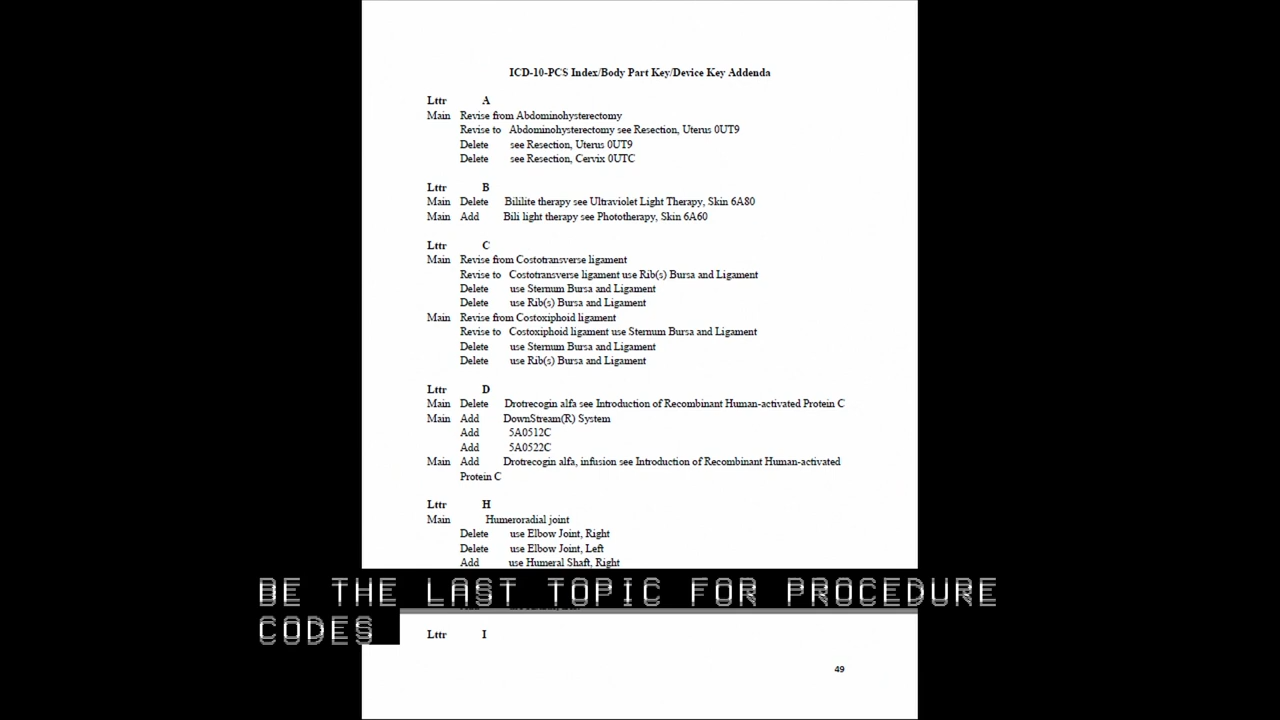 ICD-10-PCS Index/Body Part Key/Device Key Addenda
Lttr A
Main Revise from Abdominohysterectomy
Revise to Abdominohysterectomy see Resection, Uterus 0UT9
Delete see Resection, Uterus 0UT9
Delete see Resection, Cervix 0UTC
Lttr B
Main Delete Bililite therapy see Ultraviolet Light Therapy, Skin 6A80
Main Add Bili light therapy see Phototherapy, Skin 6A60
Lttr C
Main Revise from Costotransverse ligament
Revise to Costotransverse ligament use Rib(s) Bursa and Ligament
Delete use Sternum Bursa and Ligament
Delete use Rib(s) Bursa and Ligament
Main Revise from Costoxiphoid ligament
Revise to Costoxiphoid ligament use Sternum Bursa and Ligament
Delete use Sternum Bursa and Ligament
Delete use Rib(s) Bursa and Ligament
Lttr D
Main Delete Drotrecogin alfa see Introduction of Recombinant Human-activated Protein C
Main Add DownStream(R) System
Add 5A0512C
Add 5A0522C
Main Add Drotrecogin alfa, infusion see Introduction of Recombinant Human-activated
Protein C
Lttr H
Main Humeroradial joint
Delete use Elbow Joint, Right
Delete use Elbow Joint, Left
Add use Humeral Shaft, Right
BE THE LAST TOPIC FOR PROCEDURE
CODES
Lttr I
49